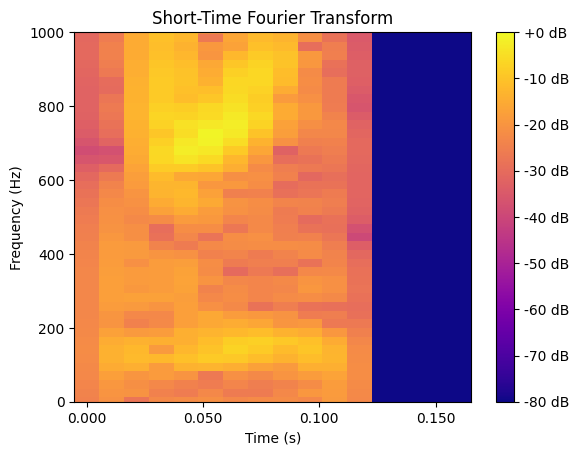 Short-Time Fourier Transform
Frequency (Hz)
1000
800
600
400
200
0
0.000
0.050
0.100
0.150
Time (s)
+0 dB
-10 dB
-20 dB
-30 dB
-40 dB
-50 dB
-60 dB
-70 dB
-80 dB